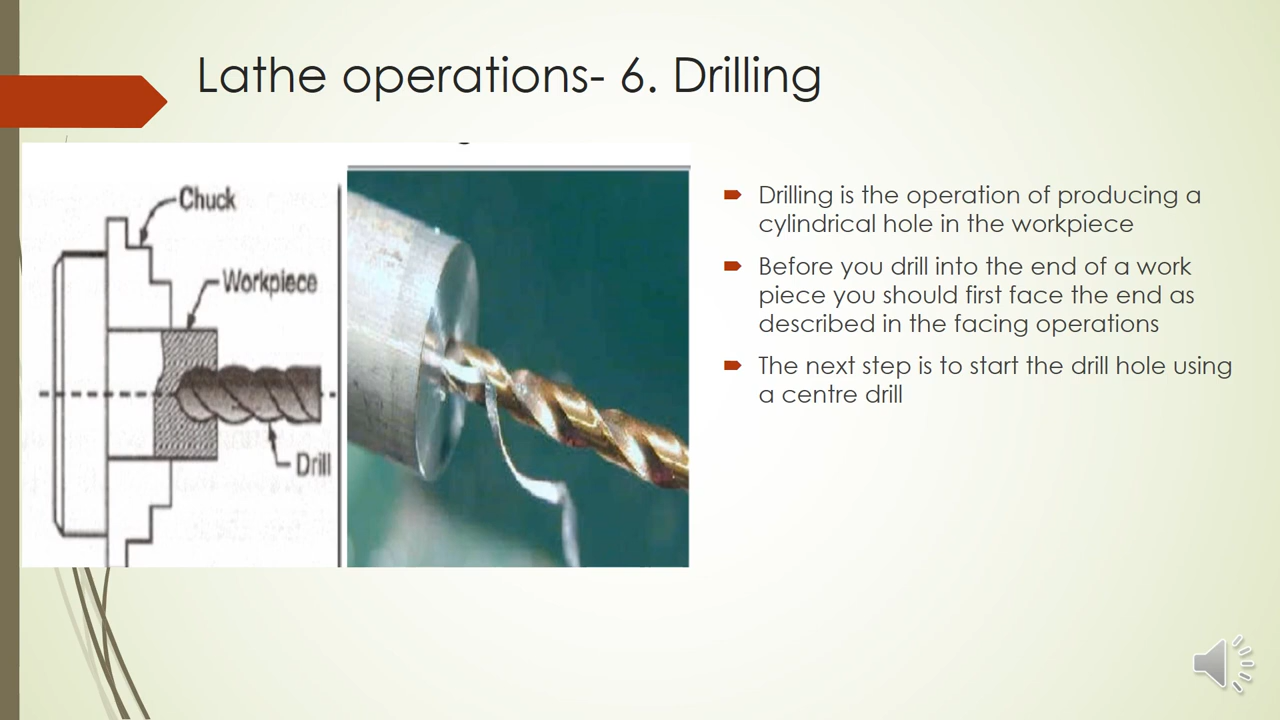 Lathe operations- 6. Drilling
Chuck
Workpiece
Drill
Drilling is the operation of producing a
cylindrical hole in the workpiece
Before you drill into the end of a work
piece you should first face the end as
described in the facing operations
The next step is to start the drill hole using
a centre drill